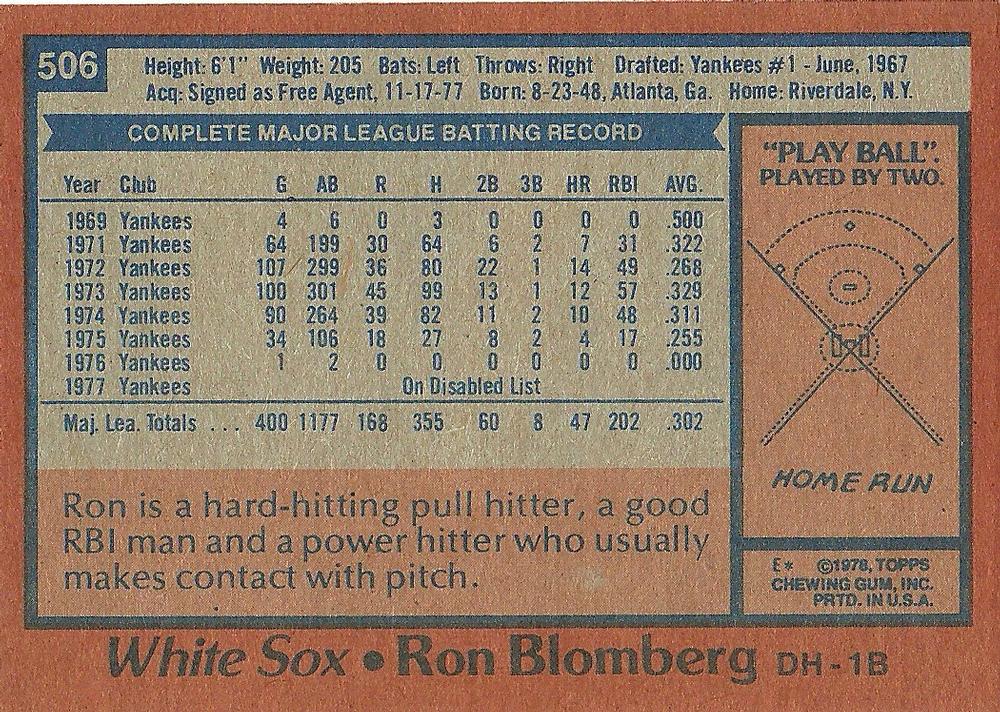 506
Height: 6'1" Weight: 205 Bats: Left Throws: Right Drafted: Yankees #1 - June, 1967
Acq: Signed as Free Agent, 11-17-77 Born: 8-23-48, Atlanta, Ga. Home: Riverdale, N.Y.
COMPLETE MAJOR LEAGUE BATTING RECORD
Year Club G AB R H 2B 3B HR RBI AVG.
1969 Yankees 4 6 0 3 0 0 0 0 .500
1971 Yankees 64 199 30 64 6 2 7 31 .322
1972 Yankees 107 299 36 80 22 1 14 49 .268
1973 Yankees 100 301 45 99 13 1 12 57 .329
1974 Yankees 90 264 39 82 11 2 10 48 .311
1975 Yankees 34 106 18 27 8 2 4 17 .255
1976 Yankees 1 2 0 0 0 0 0 0 .000
1977 Yankees On Disabled List
Maj. Lea. Totals ... 400 1177 168 355 60 8 47 202 .302
"PLAY BALL".
PLAYED BY TWO.
HOME RUN
Ron is a hard-hitting pull hitter, a good
RBI man and a power hitter who usually
makes contact with pitch.
E* ©1978, TOPPS
CHEWING GUM, INC.
PRTD. IN U.S.A.
White Sox • Ron Blomberg DH - 1B